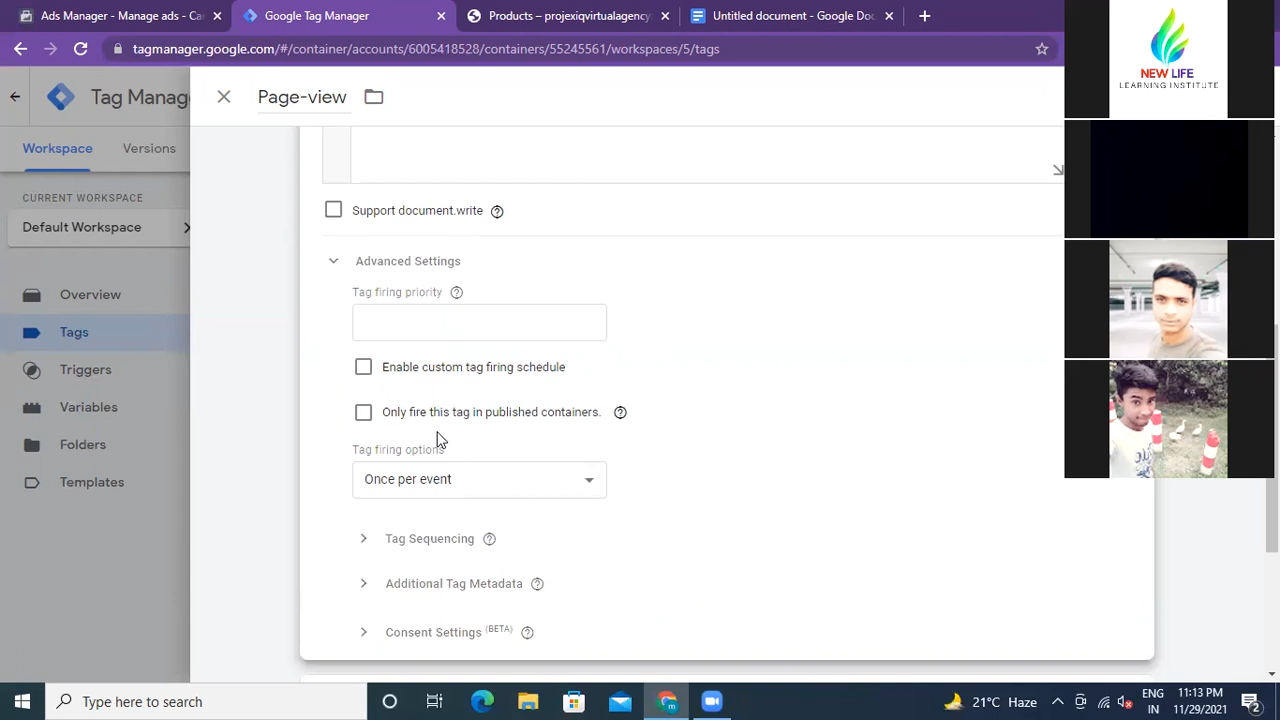 Ads Manager - Manage ads - Ca
Google Tag Manager
Products – projexiqvirtualagency
Untitled document - Google Doc
tagmanager.google.com/#/container/accounts/6005418528/containers/55245561/workspaces/5/tags
Tag Manag
Page-view
NEW LIFE
LEARNING INSTITUTE
Workspace
Versions
CURRENT WORKSPACE
Default Workspace
Overview
Tags
Triggers
Variables
Folders
Templates
Support document.write
Advanced Settings
Tag firing priority
Enable custom tag firing schedule
Only fire this tag in published containers.
Tag firing options
Once per event
Tag Sequencing
Additional Tag Metadata
Consent Settings (BETA)
Type here to search
21°C Haze
ENG
IN
11:13 PM
11/29/2021
2